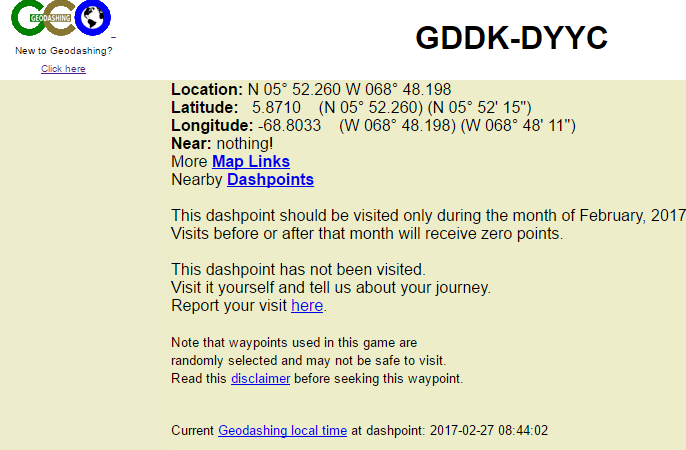 GEODASHING
New to Geodashing?
Click here
GDDK-DYYC
Location: N 05° 52.260 W 068° 48.198
Latitude: 5.8710 (N 05° 52.260) (N 05° 52' 15")
Longitude: -68.8033 (W 068° 48.198) (W 068° 48' 11")
Near: nothing!
More Map Links
Nearby Dashpoints
This dashpoint should be visited only during the month of February, 2017
Visits before or after that month will receive zero points.
This dashpoint has not been visited.
Visit it yourself and tell us about your journey.
Report your visit here.
Note that waypoints used in this game are
randomly selected and may not be safe to visit.
Read this disclaimer before seeking this waypoint.
Current Geodashing local time at dashpoint: 2017-02-27 08:44:02